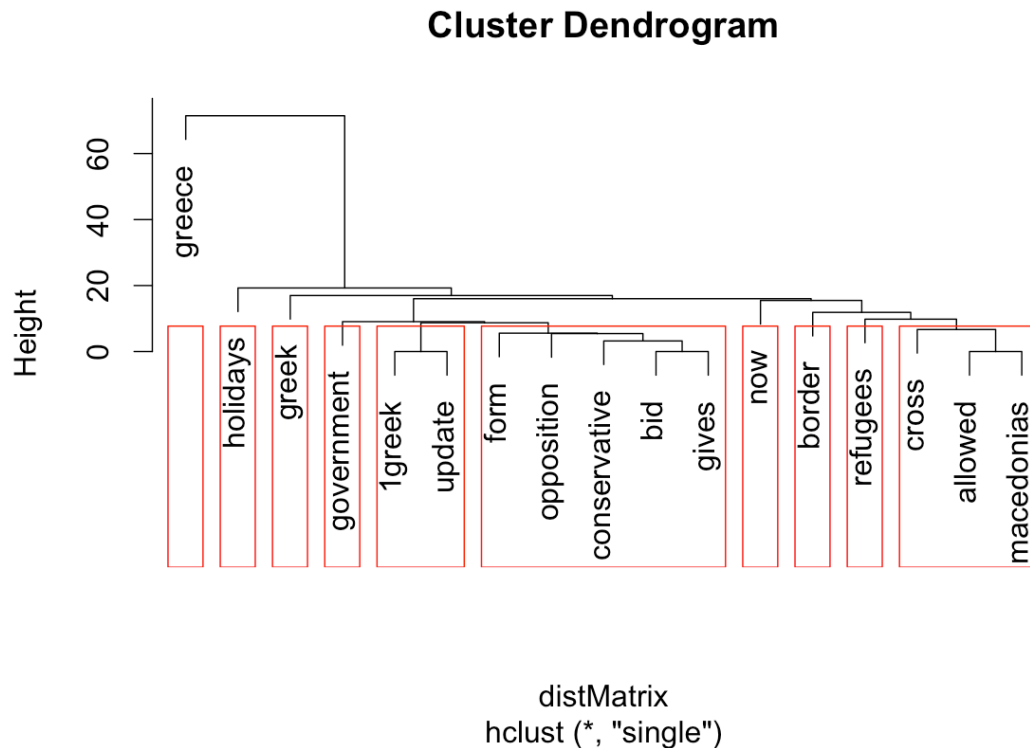 Cluster Dendrogram
Height
60
40
20
0
greece
holidays
greek
government
1greek
update
form
opposition
conservative
bid
gives
now
border
refugees
cross
allowed
macedonias
distMatrix
hclust (*, "single")